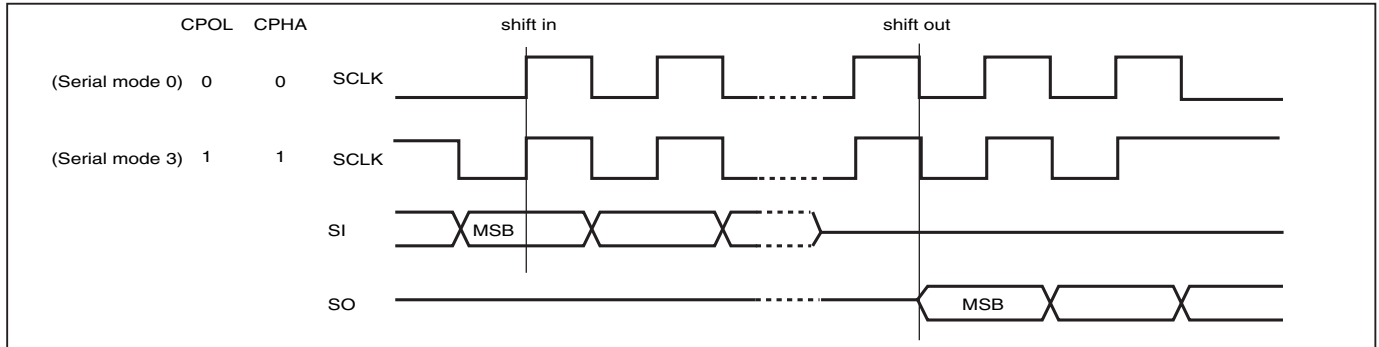 CPOL CPHA shift in shift out
(Serial mode 0) 0 0 SCLK
(Serial mode 3) 1 1 SCLK
SI MSB
SO MSB